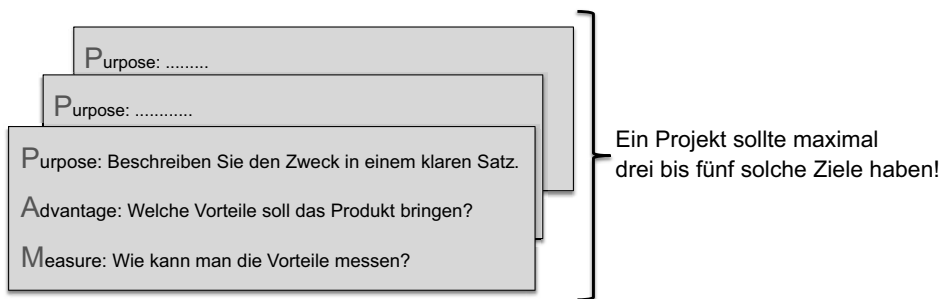 Purpose: .........
Purpose: ............
Purpose: Beschreiben Sie den Zweck in einem klaren Satz.
Advantage: Welche Vorteile soll das Produkt bringen?
Measure: Wie kann man die Vorteile messen?
Ein Projekt sollte maximal
drei bis fünf solche Ziele haben!